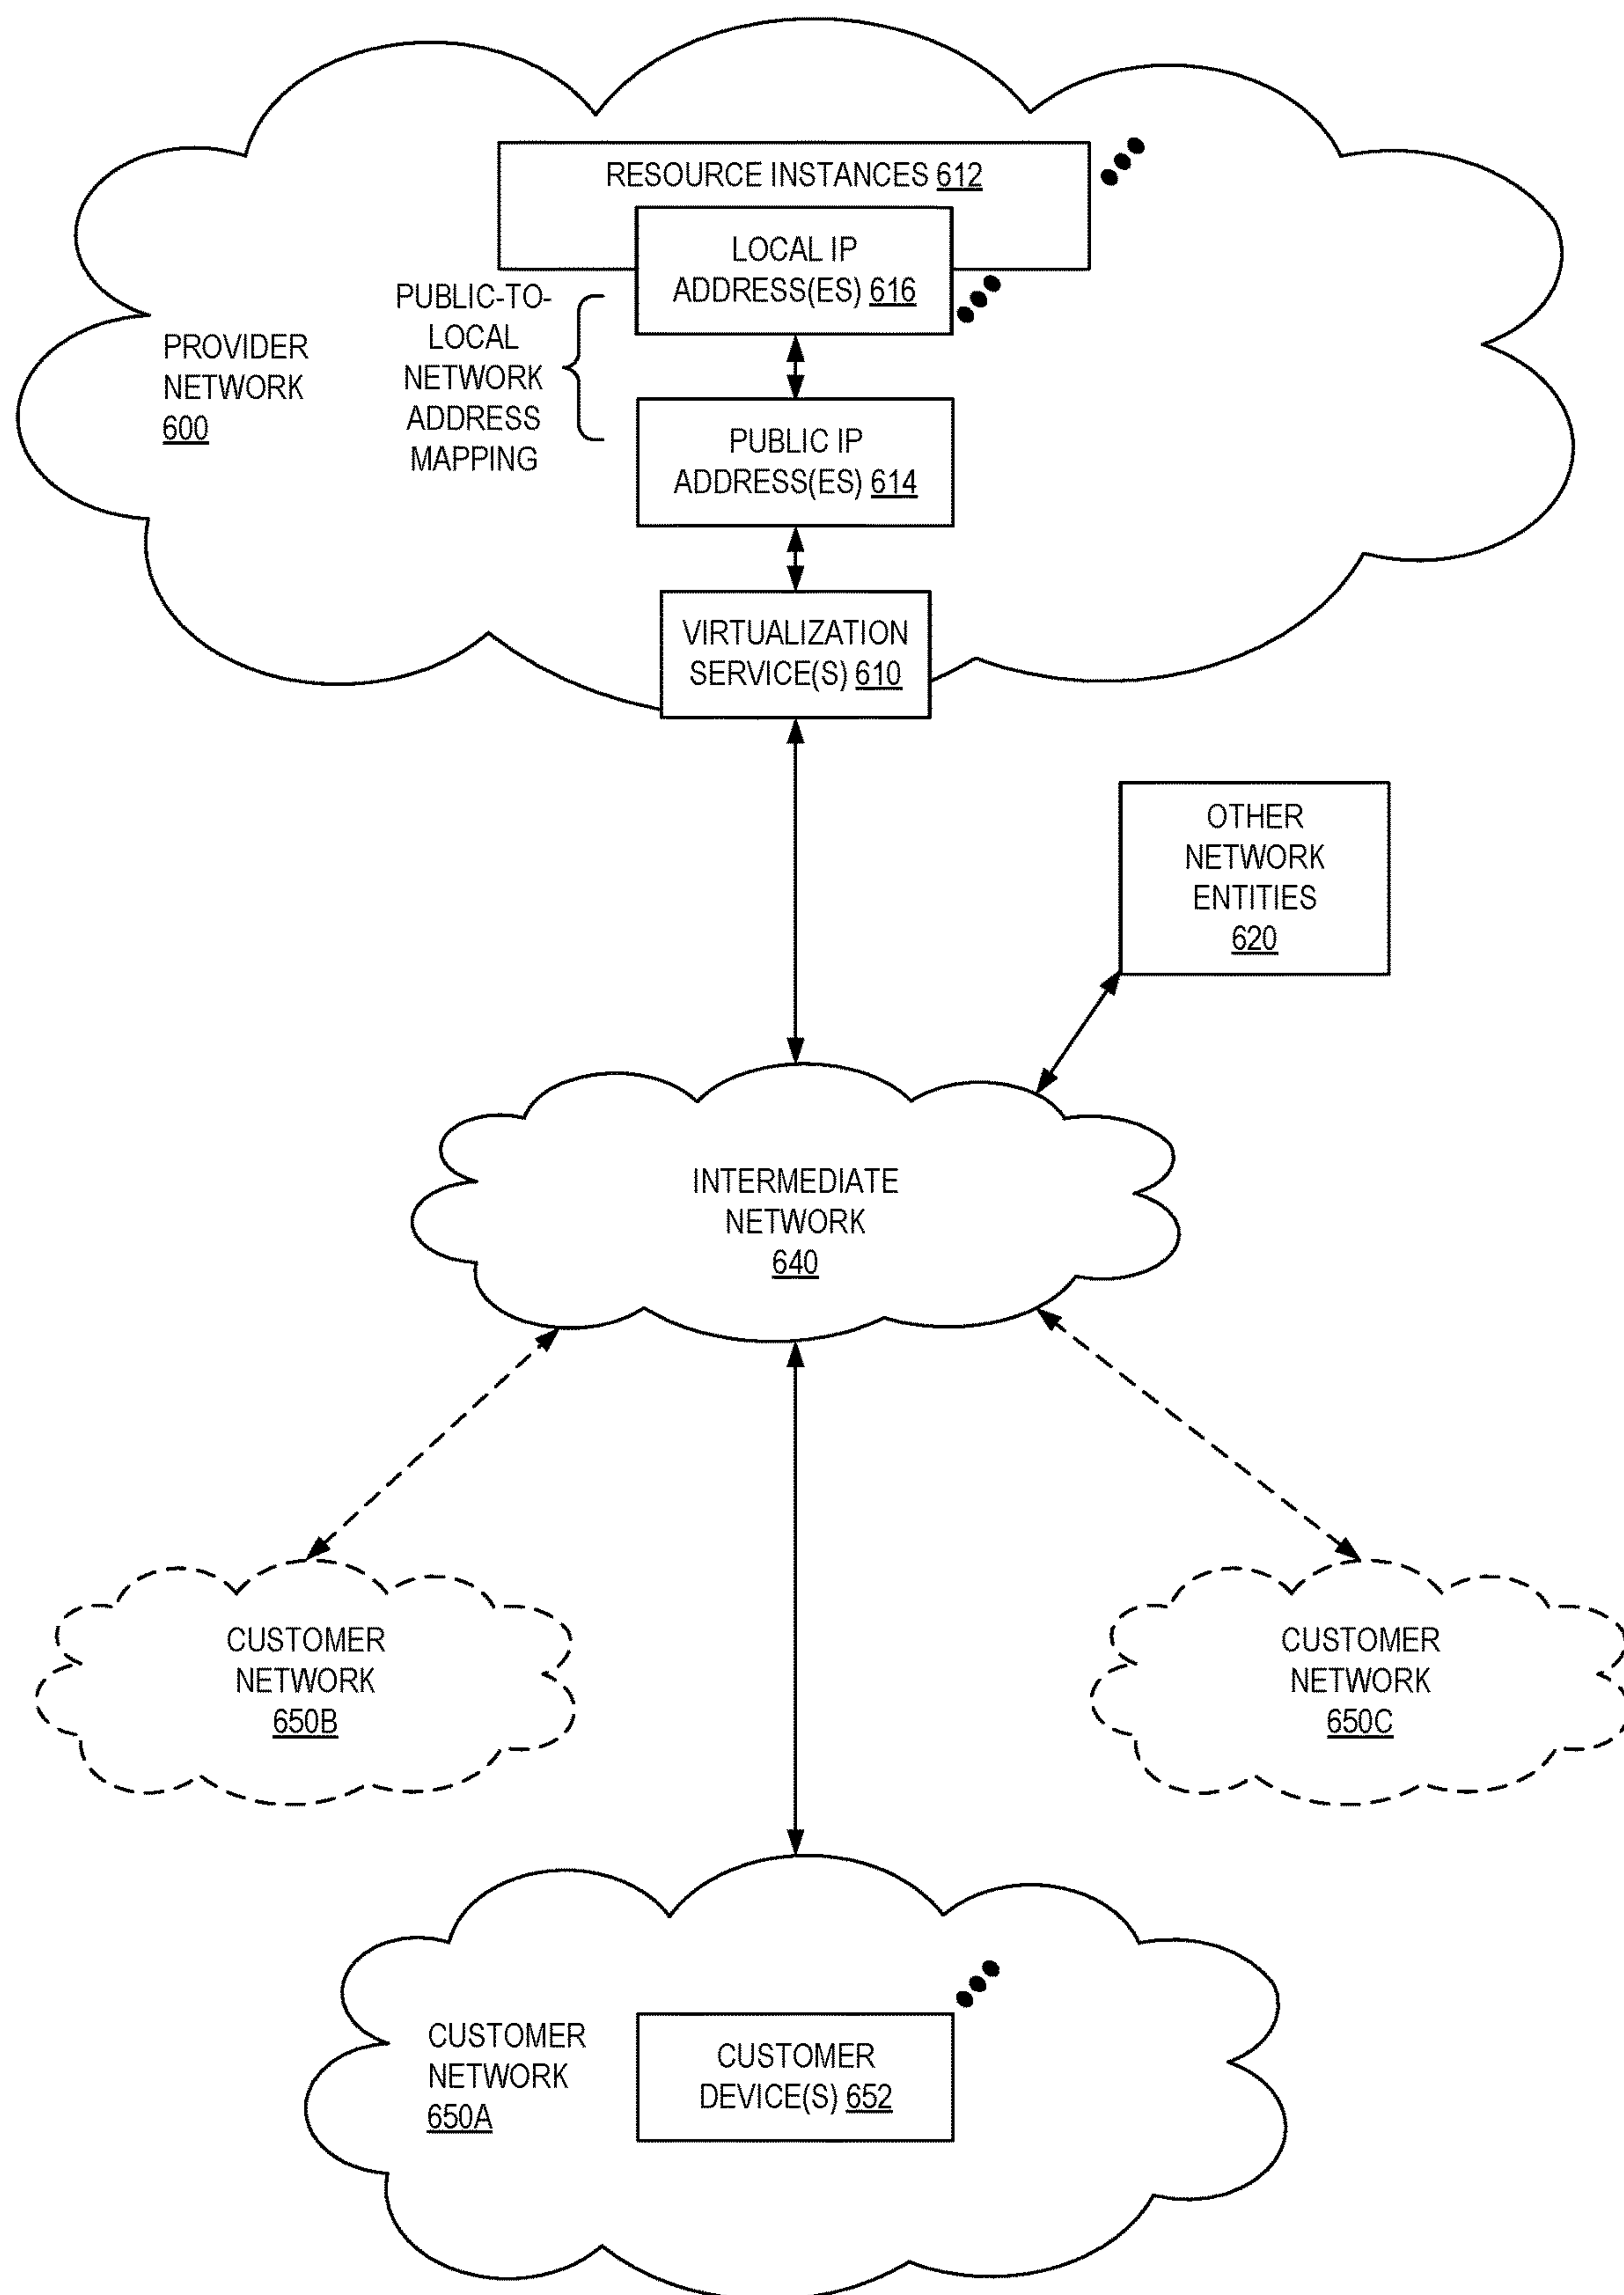 RESOURCE INSTANCES 612
LOCAL IP
ADDRESS(ES) 616
PUBLIC-TO-
LOCAL
NETWORK
ADDRESS
MAPPING
PROVIDER
NETWORK
600
PUBLIC IP
ADDRESS(ES) 614
VIRTUALIZATION
SERVICE(S) 610
OTHER
NETWORK
ENTITIES
620
INTERMEDIATE
NETWORK
640
CUSTOMER
NETWORK
650B
CUSTOMER
NETWORK
650C
CUSTOMER
NETWORK
650A
CUSTOMER
DEVICE(S) 652